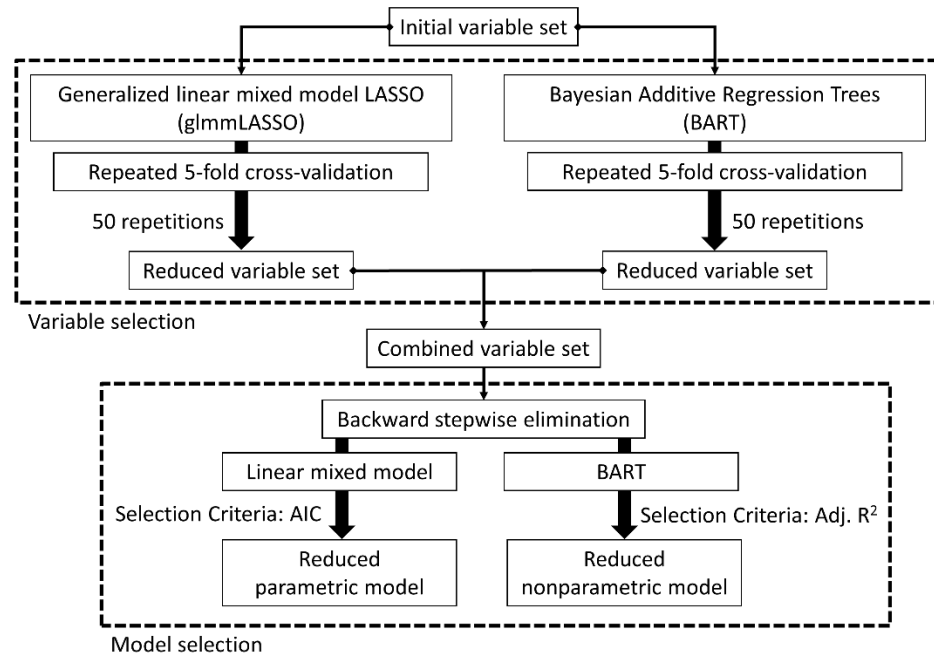 Initial variable set
Generalized linear mixed model LASSO
(glmmLASSO)
Bayesian Additive Regression Trees
(BART)
Repeated 5-fold cross-validation
Repeated 5-fold cross-validation
50 repetitions
50 repetitions
Reduced variable set
Reduced variable set
Variable selection
Combined variable set
Backward stepwise elimination
Linear mixed model
BART
Selection Criteria: AIC
Selection Criteria: Adj. R²
Reduced
parametric model
Reduced
nonparametric model
Model selection